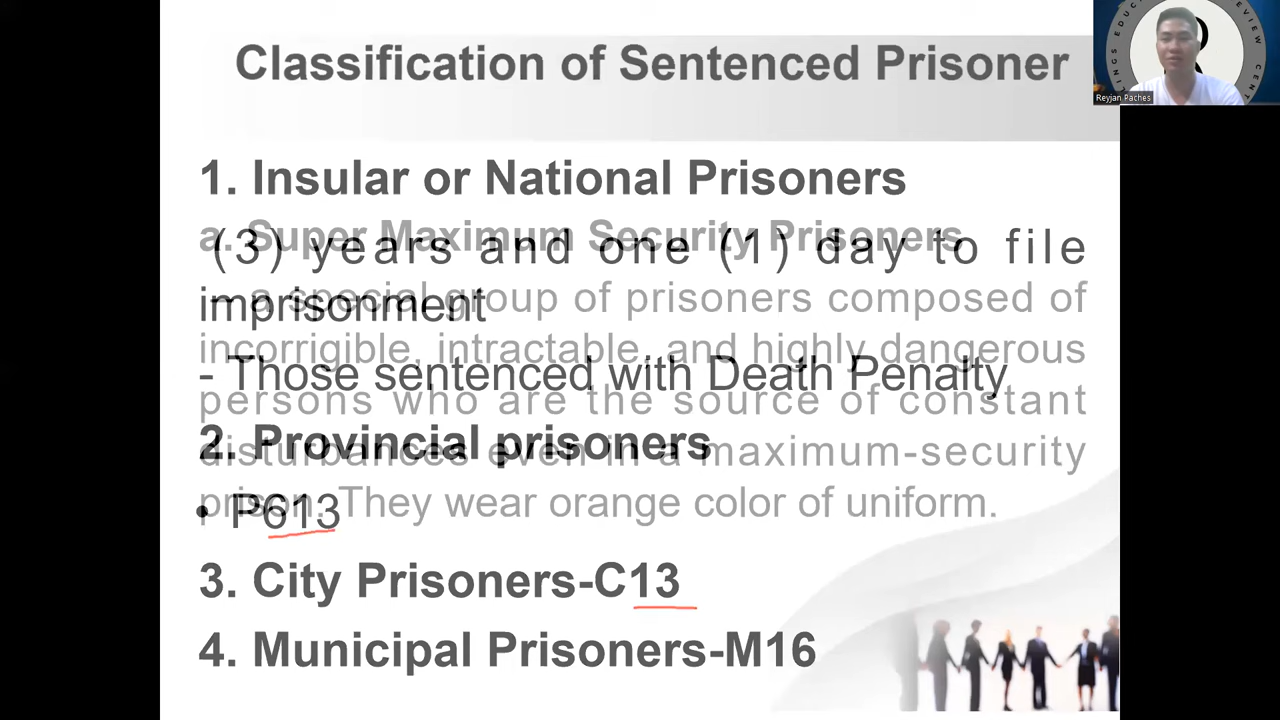 Classification of Sentenced Prisoner
1. Insular or National Prisoners
(3) years and one (1) day to file
imprisonment
- Those sentenced with Death Penalty
2. Provincial prisoners
• P613
3. City Prisoners-C13
4. Municipal Prisoners-M16
a. Super Maximum Security Prisoners
- a special group of prisoners composed of
incorrigible, intractable, and highly dangerous
persons who are the source of constant
disturbances even in a maximum-security
prison. They wear orange color of uniform.
Reyjan Paches